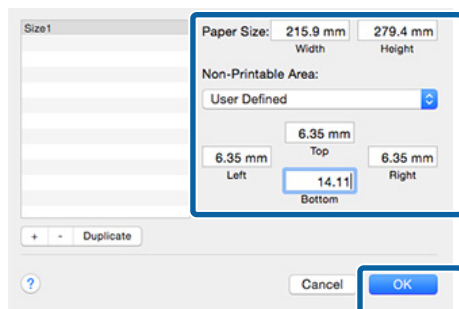 Size1
Paper Size: 215.9 mm 279.4 mm
Width Height
Non-Printable Area:
User Defined
6.35 mm
Top
6.35 mm 6.35 mm
Left Right
14.11
Bottom
+ - Duplicate
? Cancel OK